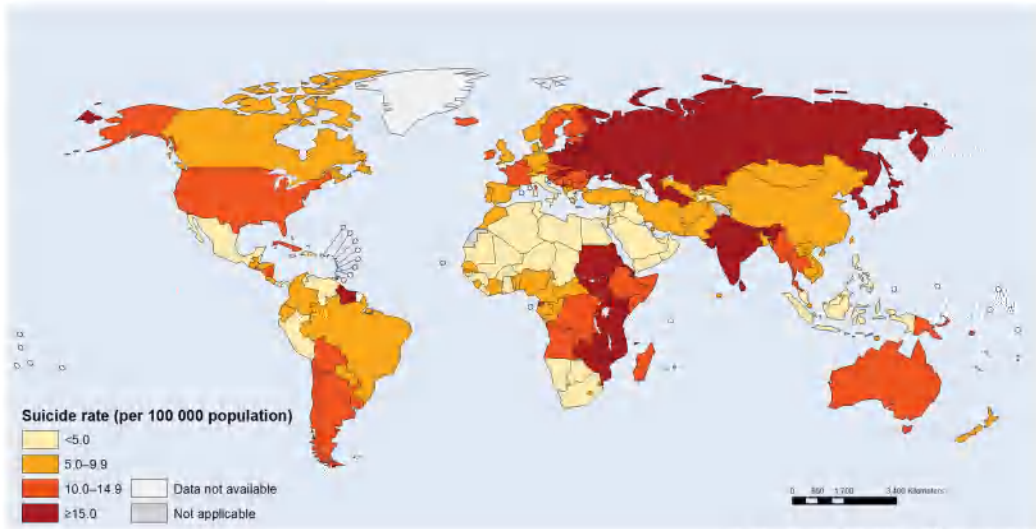 Suicide rate (per 100 000 population)
<5.0
5.0–9.9
10.0–14.9
≥15.0
Data not available
Not applicable
0 850 1,700 3,400 Kilometers